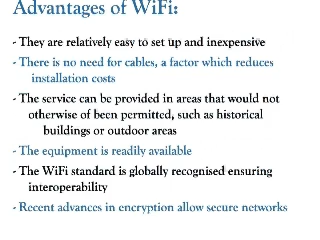 Advantages of WiFi:
- They are relatively easy to set up and inexpensive
- There is no need for cables, a factor which reduces
installation costs
- The service can be provided in areas that would not
otherwise of been permitted, such as historical
buildings or outdoor areas
- The equipment is readily available
- The WiFi standard is globally recognised ensuring
interoperability
- Recent advances in encryption allow secure networks